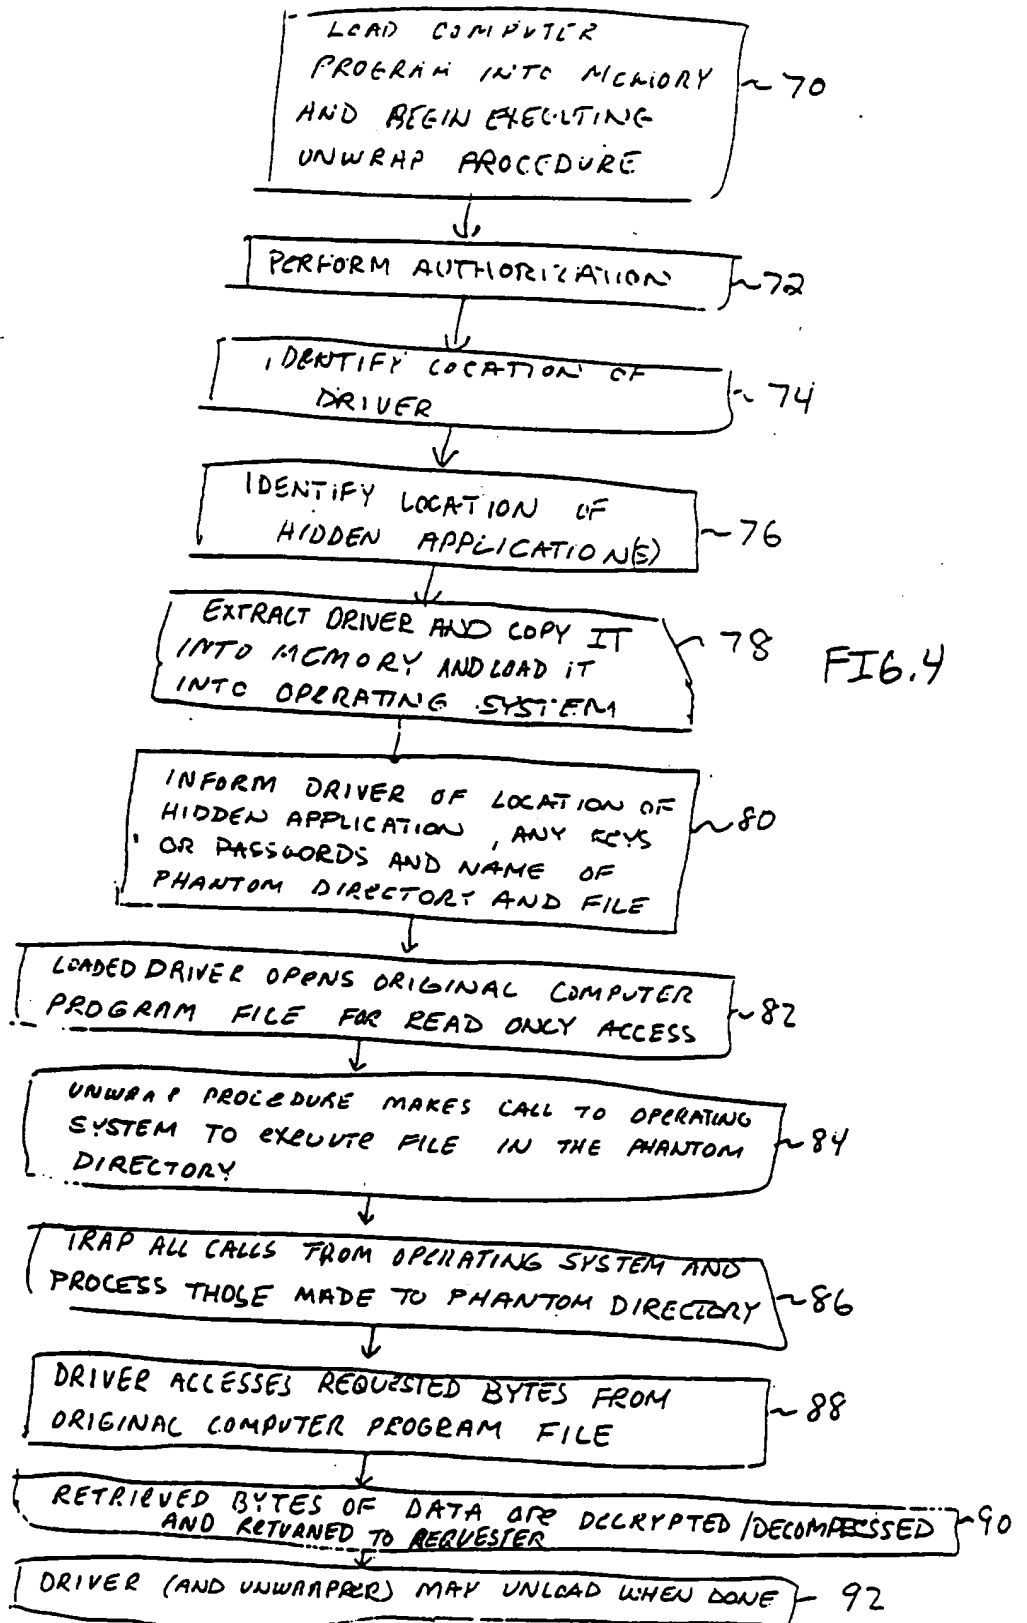 LOAD COMPUTER
PROGRAM INTO MEMORY
AND BEGIN EXECUTING
UNWRAP PROCEDURE
~70
PERFORM AUTHORIZATION
~72
IDENTIFY LOCATION OF
DRIVER
~74
IDENTIFY LOCATION OF
HIDDEN APPLICATION(S)
~76
EXTRACT DRIVER AND COPY IT
INTO MEMORY AND LOAD IT
INTO OPERATING SYSTEM
~78
FIG.4
INFORM DRIVER OF LOCATION OF
HIDDEN APPLICATION, ANY KEYS
OR PASSWORDS AND NAME OF
PHANTOM DIRECTORY AND FILE
~80
LOADED DRIVER OPENS ORIGINAL COMPUTER
PROGRAM FILE FOR READ ONLY ACCESS
~82
UNWRAP PROCEDURE MAKES CALL TO OPERATING
SYSTEM TO EXECUTE FILE IN THE PHANTOM
DIRECTORY
~84
TRAP ALL CALLS FROM OPERATING SYSTEM AND
PROCESS THOSE MADE TO PHANTOM DIRECTORY
~86
DRIVER ACCESSES REQUESTED BYTES FROM
ORIGINAL COMPUTER PROGRAM FILE
~88
RETRIEVED BYTES OF DATA ARE DECRYPTED/DECOMPRESSED
AND RETURNED TO REQUESTER
~90
DRIVER (AND UNWRAPPER) MAY UNLOAD WHEN DONE
92